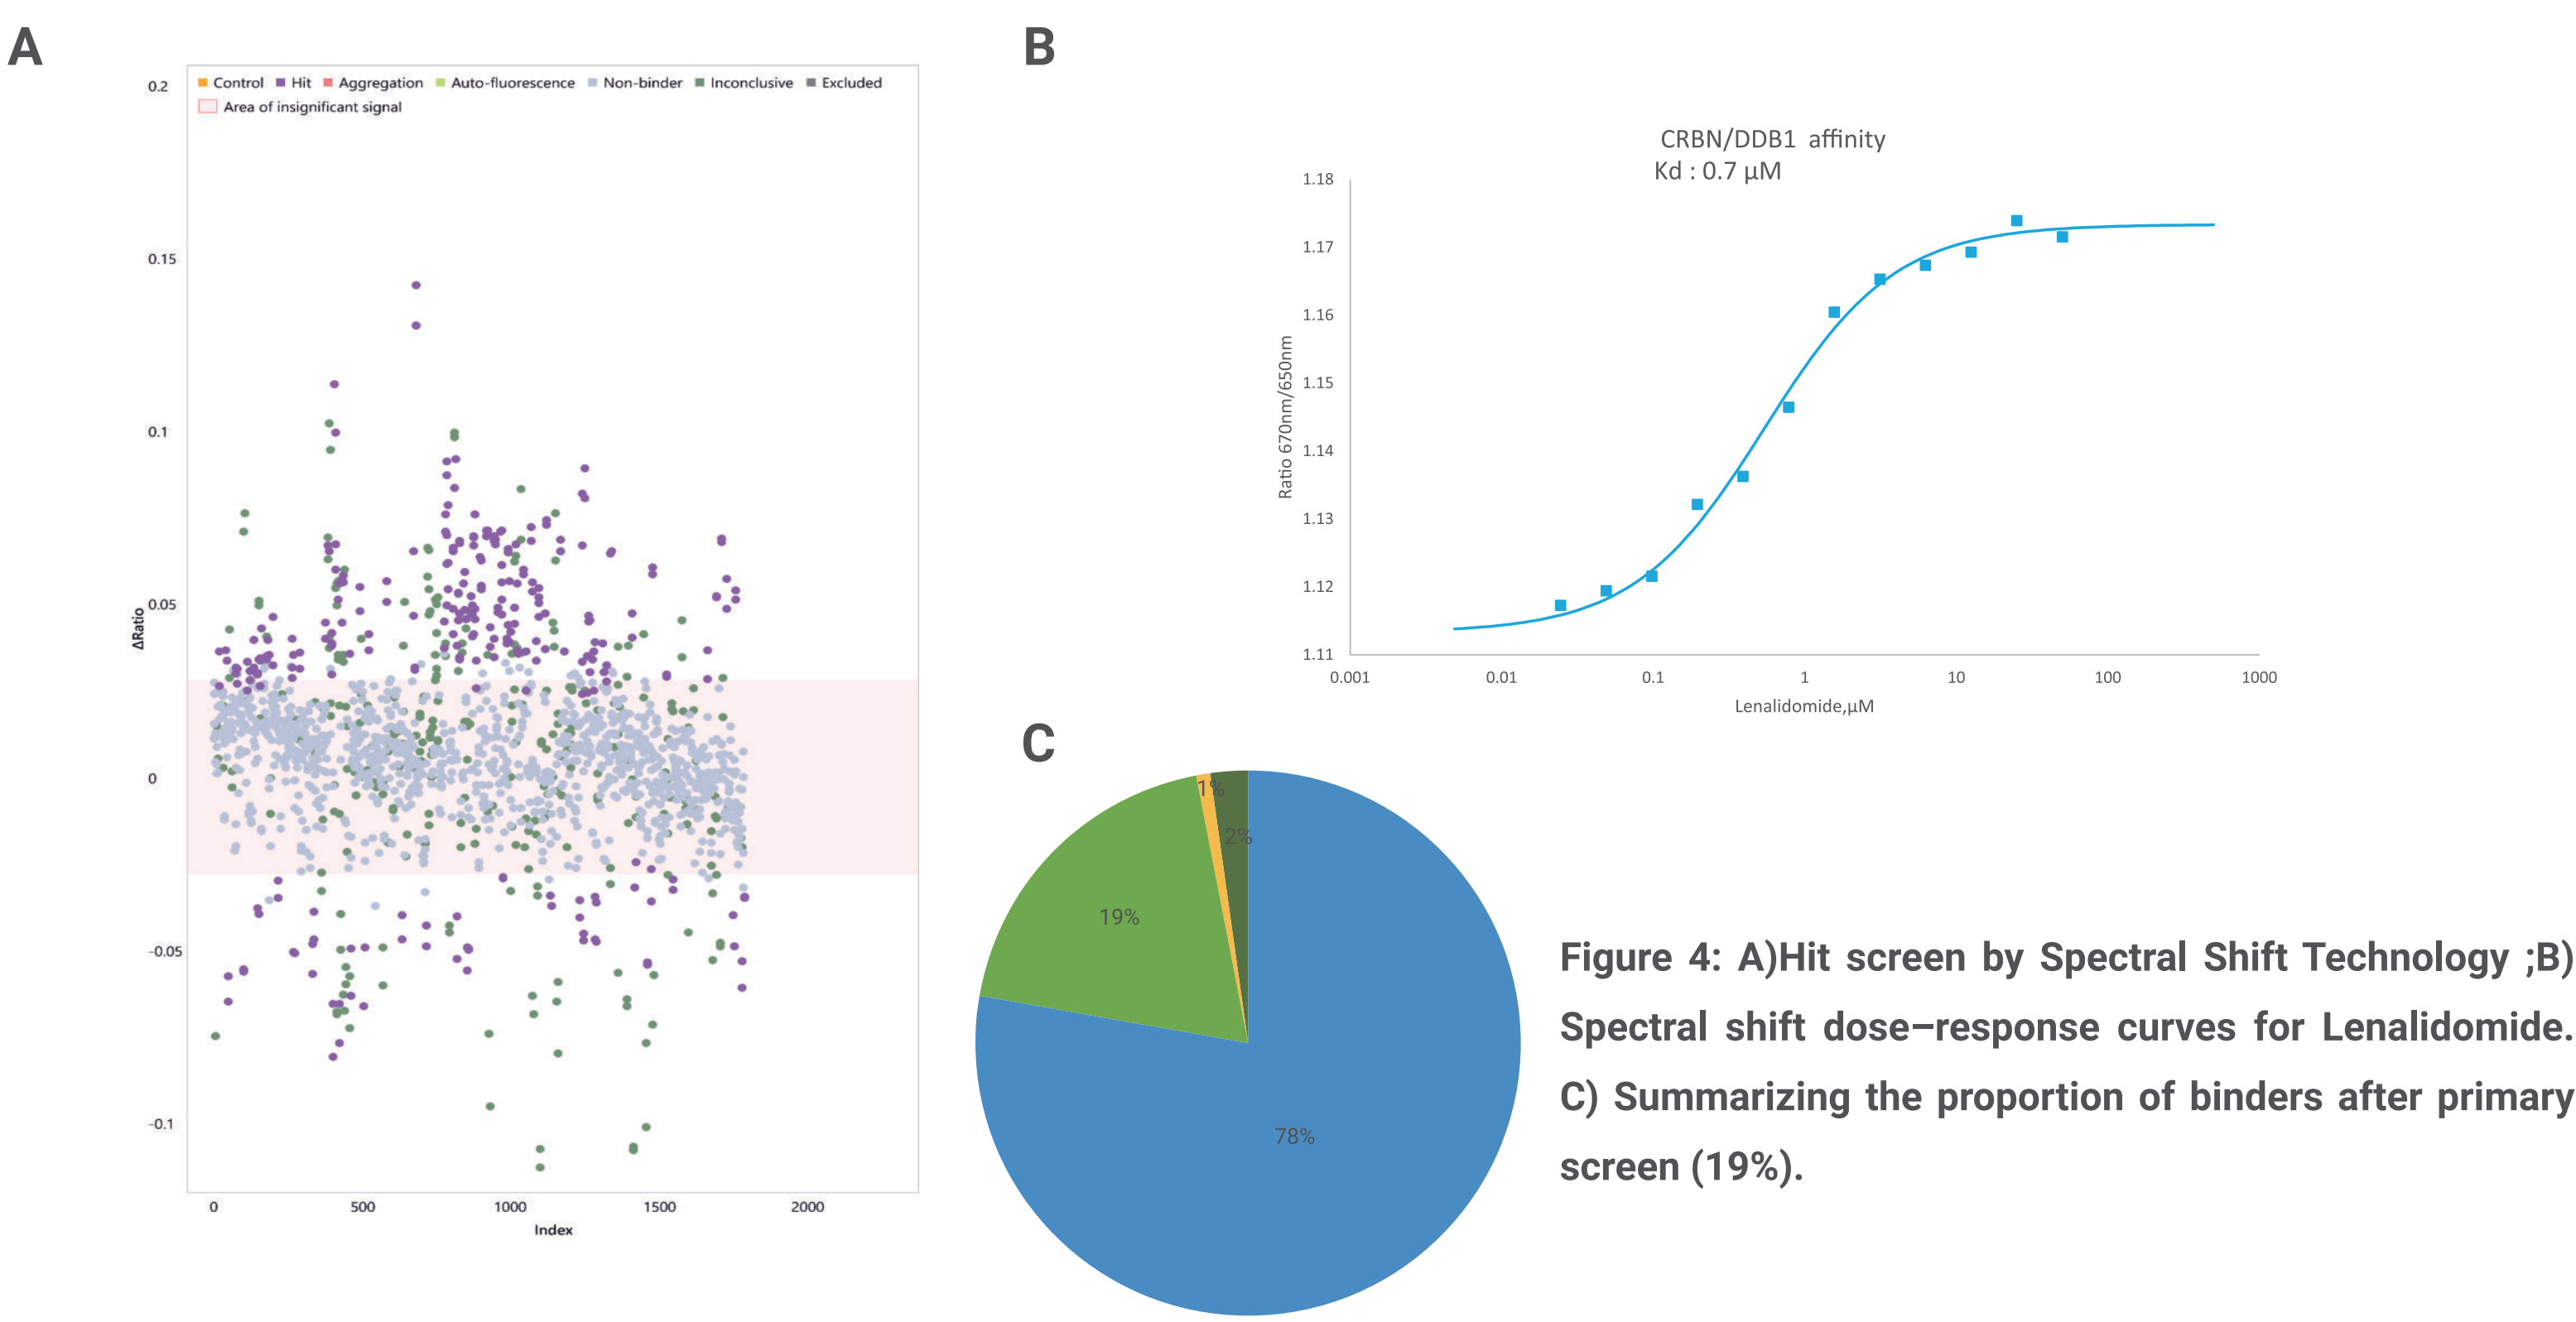 A
Control Hit Aggregation Auto-fluorescence Non-binder Inconclusive Excluded
Area of insignificant signal
0.2
0.15
0.1
0.05
0
-0.05
-0.1
ΔRatio
0 500 1000 1500 2000
Index
B
CRBN/DDB1 affinity
Kd : 0.7 µM
1.18
1.17
1.16
1.15
1.14
1.13
1.12
1.11
Ratio 670nm/650nm
0.001 0.01 0.1 1 10 100 1000
Lenalidomide,µM
C
1%
2%
19%
78%
Figure 4: A)Hit screen by Spectral Shift Technology ;B)
Spectral shift dose–response curves for Lenalidomide.
C) Summarizing the proportion of binders after primary
screen (19%).